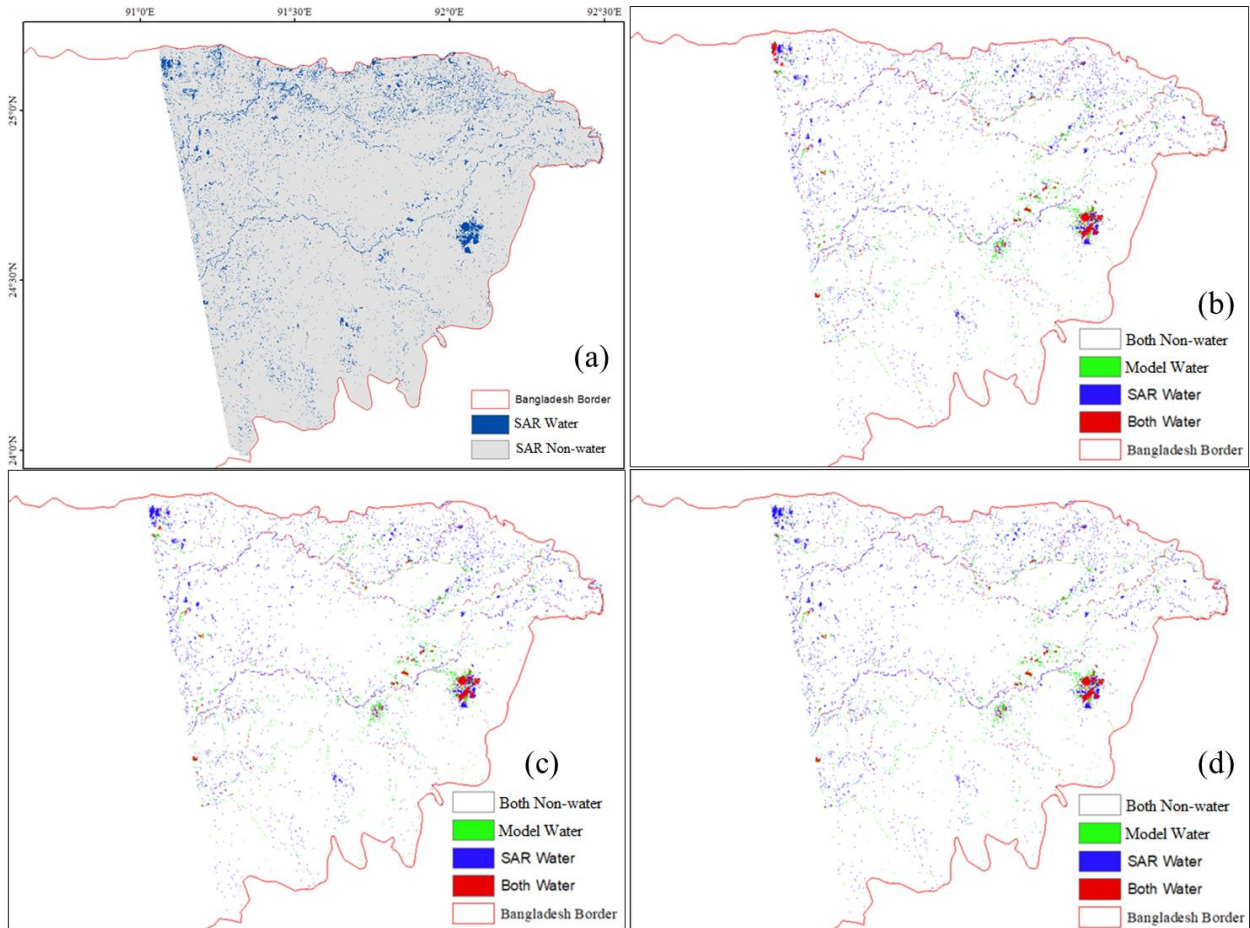 91°0'E 91°30'E 92°0'E 92°30'E
25°0'N
24°30'N
24°0'N
(a)
Bangladesh Border
SAR Water
SAR Non-water
(b)
Both Non-water
Model Water
SAR Water
Both Water
Bangladesh Border
(c)
Both Non-water
Model Water
SAR Water
Both Water
Bangladesh Border
(d)
Both Non-water
Model Water
SAR Water
Both Water
Bangladesh Border